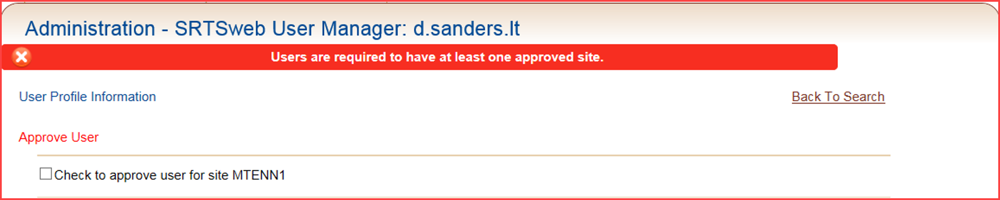 Administration - SRTSweb User Manager: d.sanders.lt
Users are required to have at least one approved site.
User Profile Information
Back To Search
Approve User
Check to approve user for site MTENN1